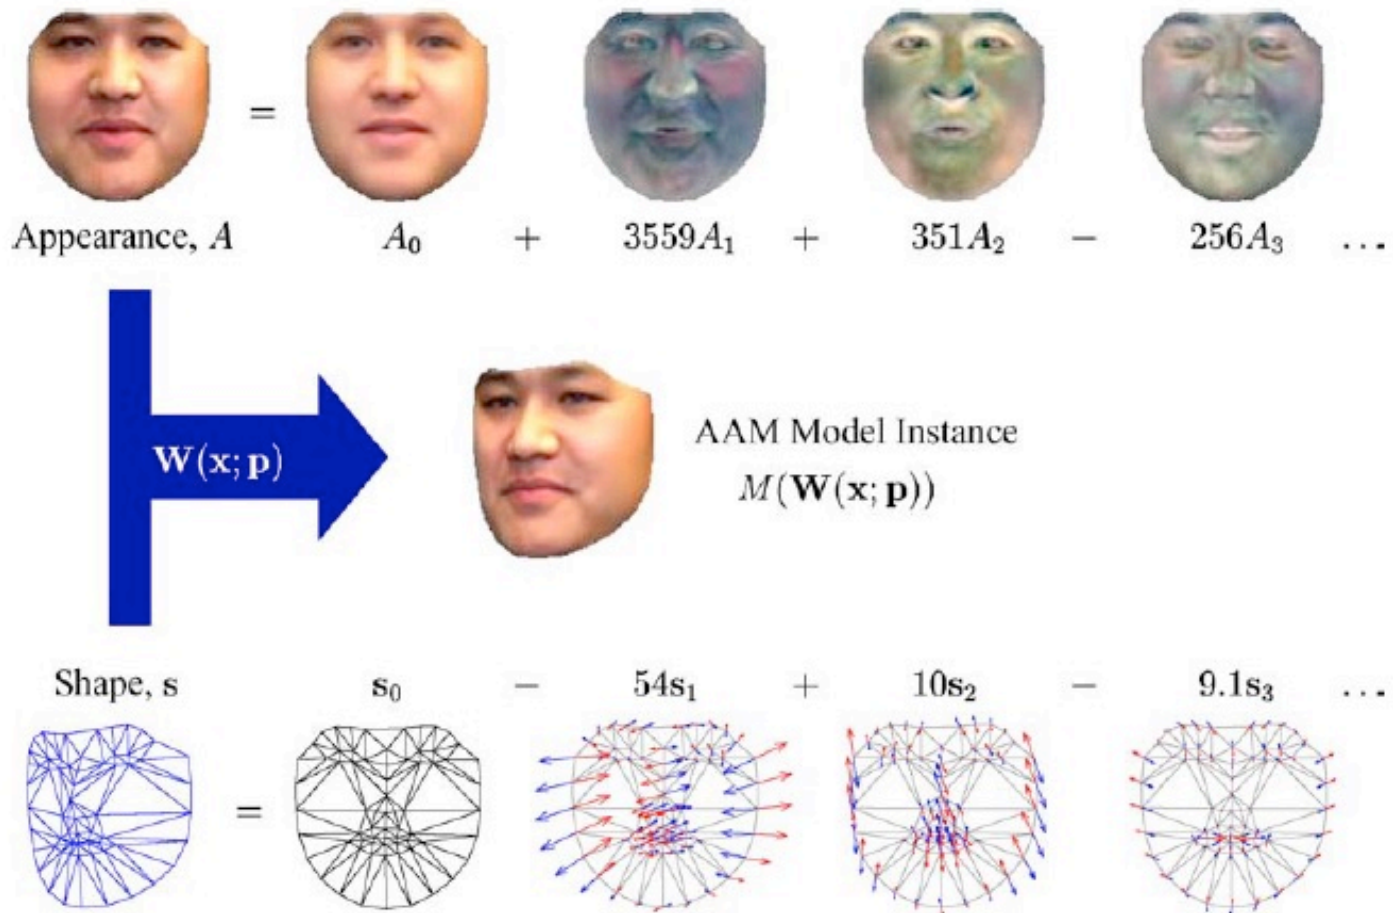 =
Appearance, A A₀ + 3559A₁ + 351A₂ − 256A₃ ...
W(x; p)
AAM Model Instance
M(W(x; p))
Shape, s s₀ − 54s₁ + 10s₂ − 9.1s₃ ...
=